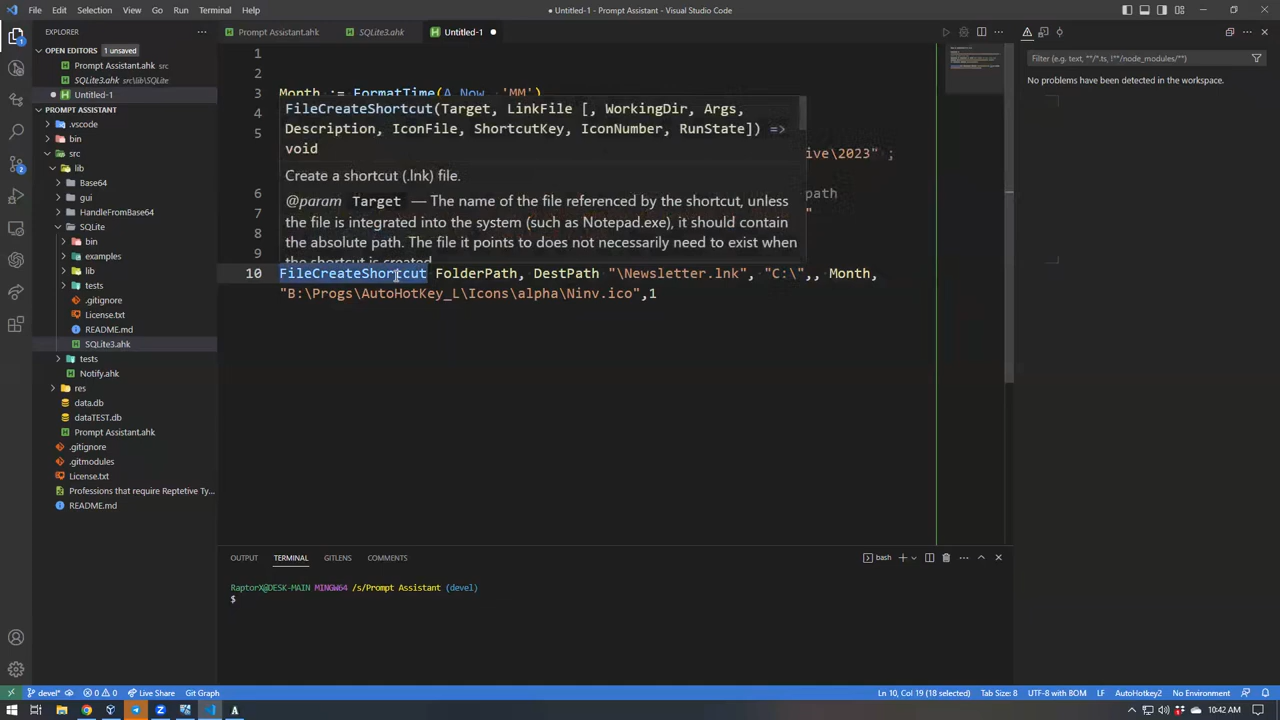 File Edit Selection View Go Run Terminal Help
● Untitled-1 - Prompt Assistant - Visual Studio Code
EXPLORER
Prompt Assistant.ahk
SQLite3.ahk
Untitled-1
OPEN EDITORS 1 unsaved
Prompt Assistant.ahk src
SQLite3.ahk src\lib\SQLite
Untitled-1
PROMPT ASSISTANT
.vscode
bin
src
lib
Base64
gui
HandleFromBase64
SQLite
bin
examples
lib
tests
.gitignore
License.txt
README.md
SQLite3.ahk
tests
Notify.ahk
res
data.db
dataTEST.db
Prompt Assistant.ahk
.gitignore
.gitmodules
License.txt
Professions that require Reptetive Ty...
README.md
1
2
3 Month := FormatTime(A_Now, 'MM')
4
5
ive\2023" ;
6 path
7 "
8
9
FileCreateShortcut(Target, LinkFile [, WorkingDir, Args,
Description, IconFile, ShortcutKey, IconNumber, RunState]) =>
void
Create a shortcut (.lnk) file.
@param Target — The name of the file referenced by the shortcut, unless
the file is integrated into the system (such as Notepad.exe), it should contain
the absolute path. The file it points to does not necessarily need to exist when
the shortcut is created.
10 FileCreateShortcut FolderPath, DestPath "\Newsletter.lnk", "C:\",, Month,
"B:\Progs\AutoHotKey_L\Icons\alpha\Ninv.ico",1
Filter (e.g. text, **/*.ts, !**/node_modules/**)
No problems have been detected in the workspace.
OUTPUT TERMINAL GITLENS COMMENTS
bash
RaptorX@DESK-MAIN MINGW64 /s/Prompt Assistant (devel)
$
devel* 0 0 Live Share Git Graph
Ln 10, Col 19 (18 selected) Tab Size: 8 UTF-8 with BOM LF AutoHotkey2 No Environment
10:42 AM